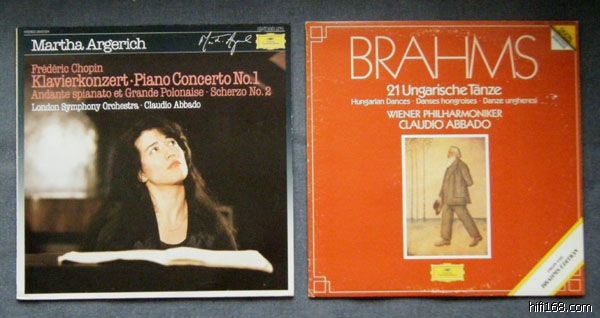 Martha Argerich
Frédéric Chopin
Klavierkonzert · Piano Concerto No.1
Andante spianato et Grande Polonaise · Scherzo No. 2
London Symphony Orchestra · Claudio Abbado
BRAHMS
21 Ungarische Tänze
Hungarian Dances · Danses hongroises · Danze ungheresi
WIENER PHILHARMONIKER
CLAUDIO ABBADO
BRAHMS EDITION
hifi168.com